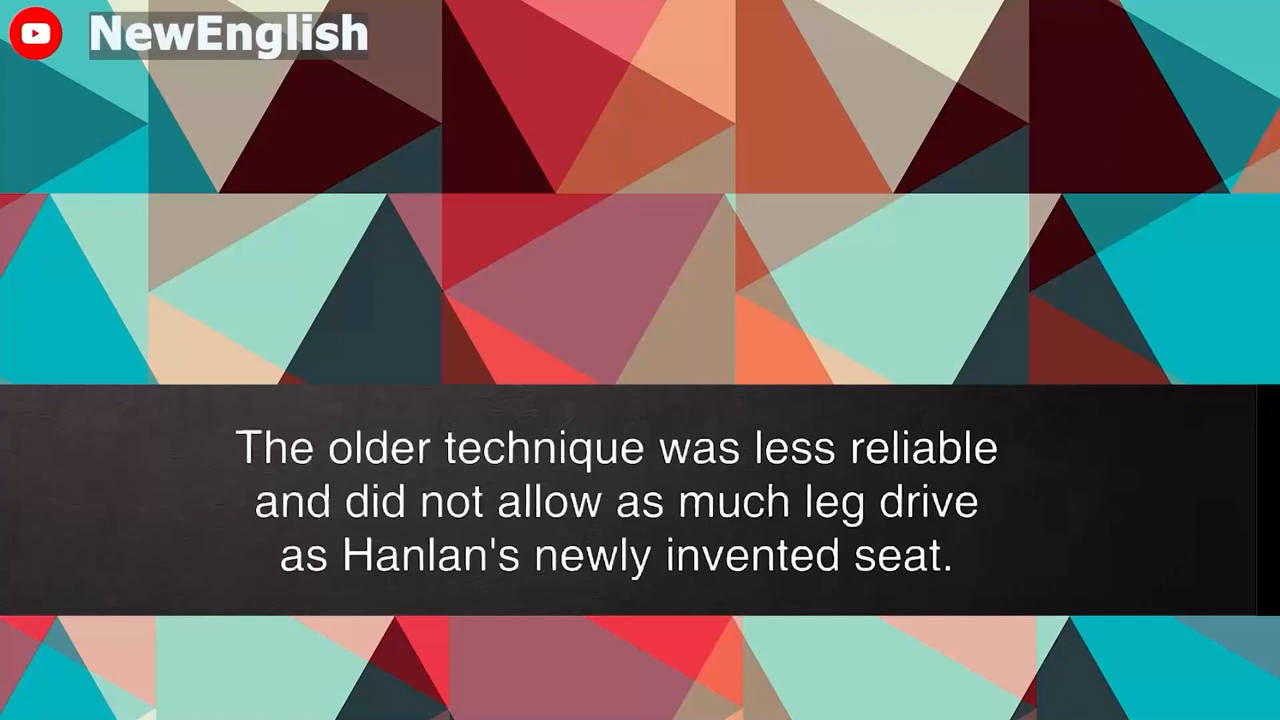 NewEnglish
The older technique was less reliable
and did not allow as much leg drive
as Hanlan's newly invented seat.